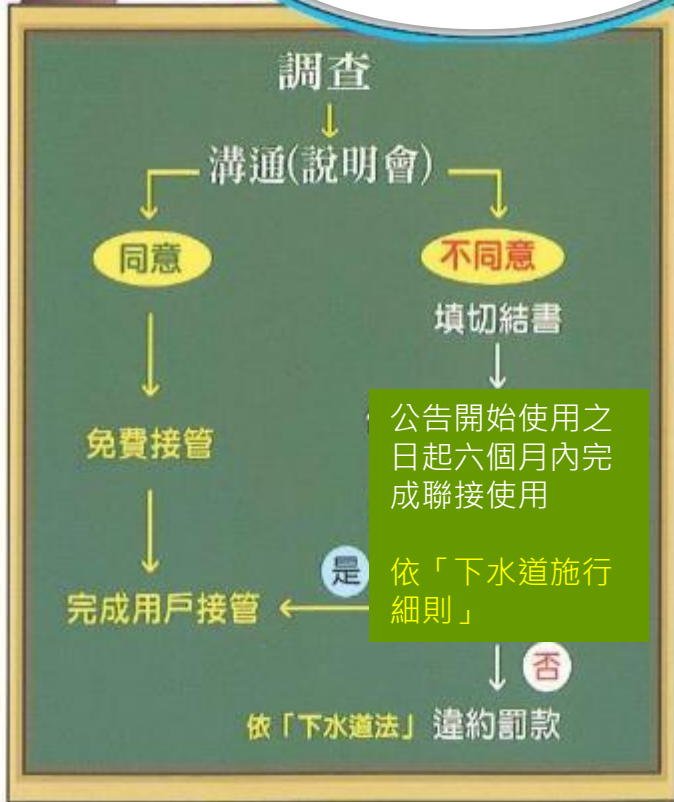 調查
溝通(說明會)
同意
不同意
填切結書
免費接管
公告開始使用之
日起六個月內完
成聯接使用
依「下水道施行
細則」
是
完成用戶接管
否
依「下水道法」違約罰款